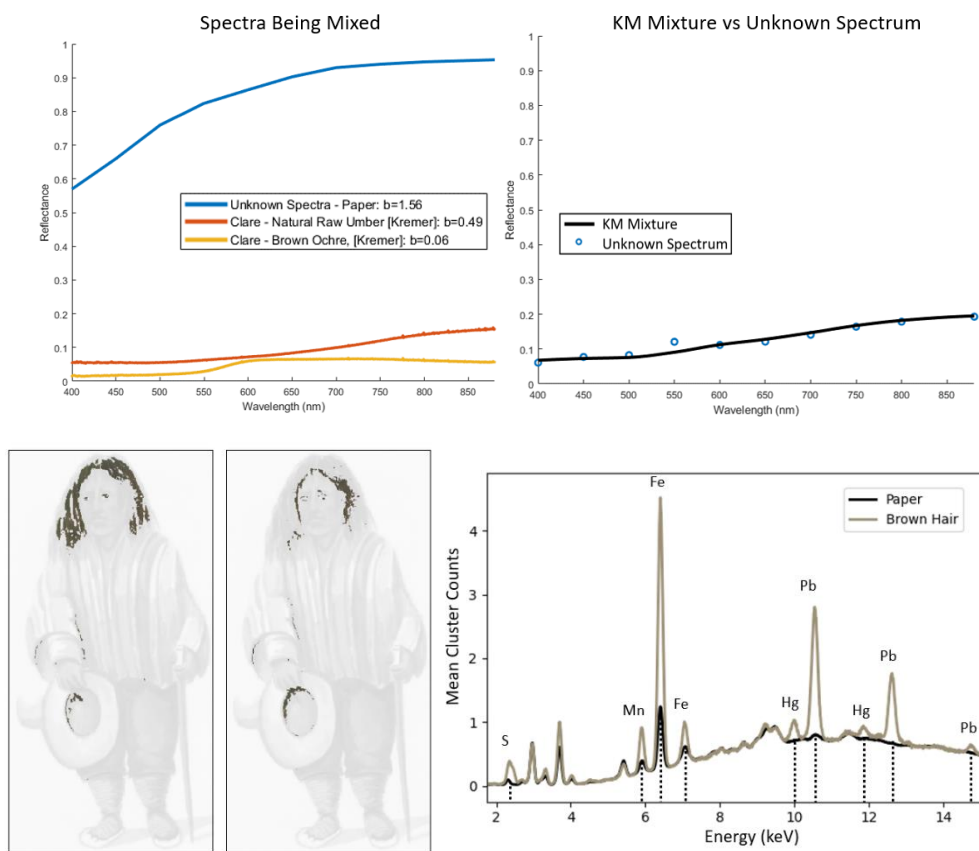 Spectra Being Mixed
1
0.9
0.8
0.7
0.6
0.5
0.4
0.3
0.2
0.1
0
Reflectance
Unknown Spectra - Paper: b=1.56
Clare - Natural Raw Umber [Kremer]: b=0.49
Clare - Brown Ochre, [Kremer]: b=0.06
400 450 500 550 600 650 700 750 800 850
Wavelength (nm)
KM Mixture vs Unknown Spectrum
1
0.9
0.8
0.7
0.6
0.5
0.4
0.3
0.2
0.1
0
Reflectance
KM Mixture
Unknown Spectrum
400 450 500 550 600 650 700 750 800 850
Wavelength (nm)
Mean Cluster Counts
4
3
2
1
0
Paper
Brown Hair
S
Mn
Fe
Fe
Hg
Pb
Hg
Pb
Pb
2 4 6 8 10 12 14
Energy (keV)